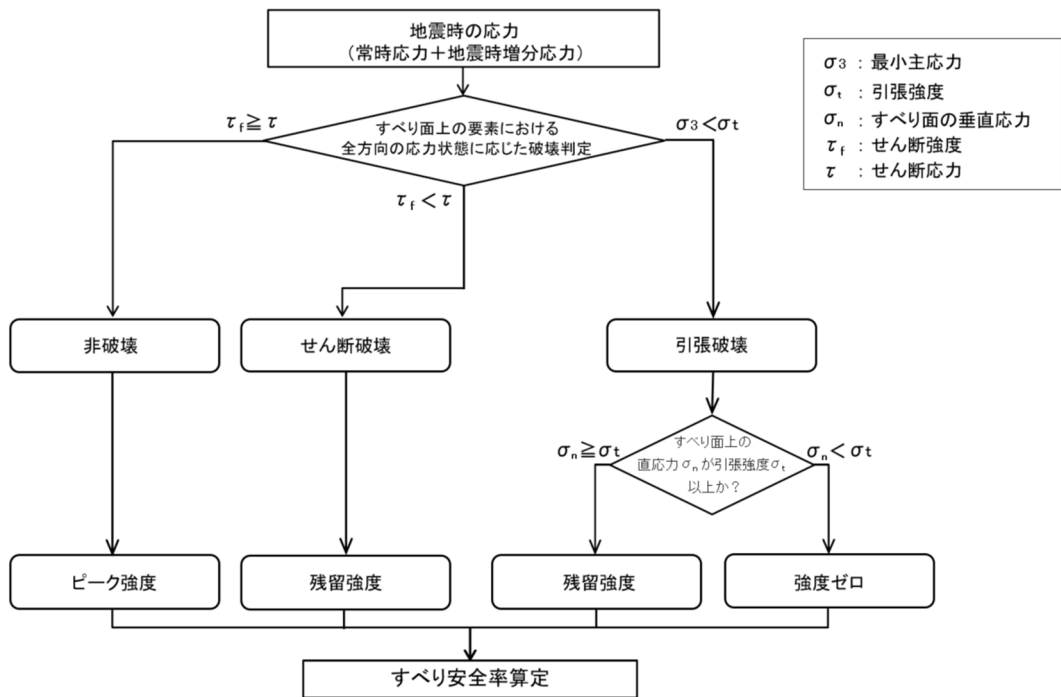 地震時の応力
(常時応力＋地震時増分応力)
σ3 : 最小主応力
σt : 引張強度
σn : すべり面の垂直応力
τf : せん断強度
τ : せん断応力
τf≧τ
すべり面上の要素における
全方向の応力状態に応じた破壊判定
σ3<σt
τf<τ
非破壊
せん断破壊
引張破壊
σn≧σt
すべり面上の
直応力σnが引張強度σt
以上か？
σn<σt
ピーク強度
残留強度
残留強度
強度ゼロ
すべり安全率算定